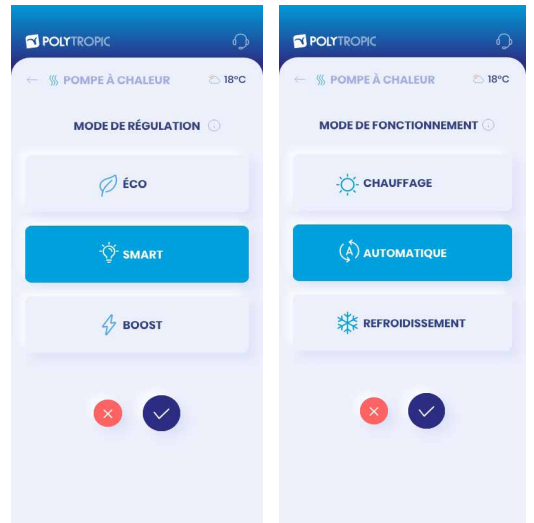 POLYTROPIC
POMPE À CHALEUR 18°C
MODE DE RÉGULATION
ÉCO
SMART
BOOST
POLYTROPIC
POMPE À CHALEUR 18°C
MODE DE FONCTIONNEMENT
CHAUFFAGE
A AUTOMATIQUE
REFROIDISSEMENT